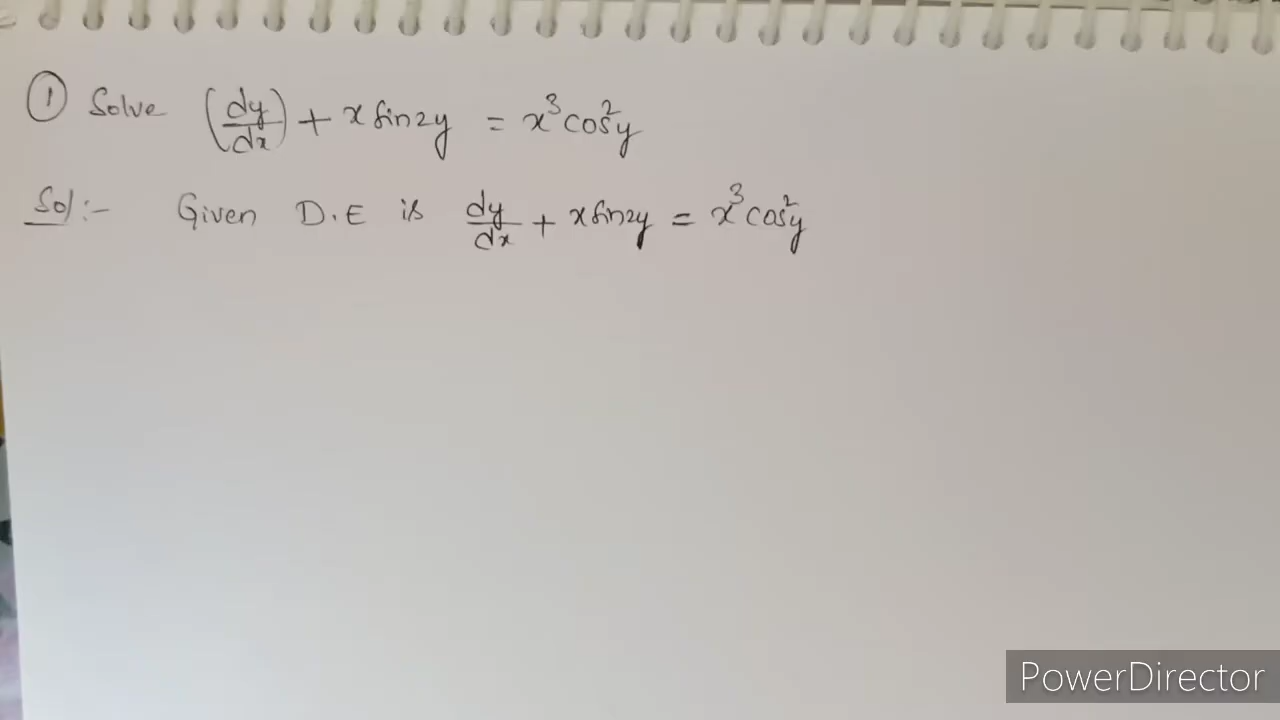 ① Solve (dy/dx) + x sin2y = x³cos²y
Sol:- Given D.E is dy/dx + x sin2y = x³cos²y
PowerDirector